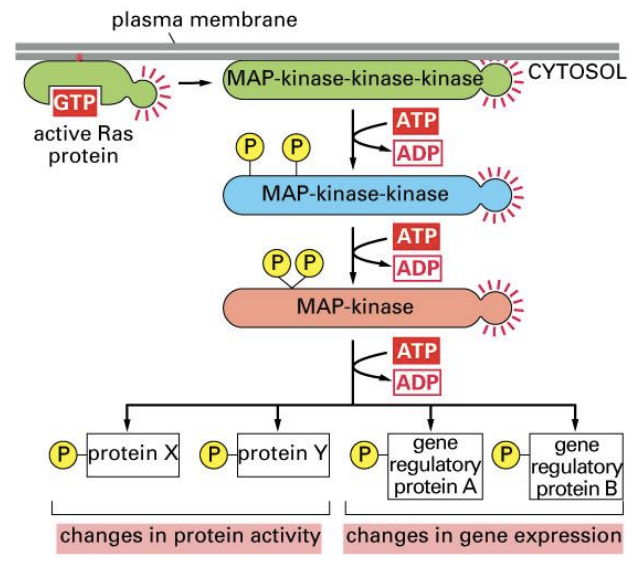 plasma membrane
MAP-kinase-kinase-kinase
CYTOSOL
GTP
active Ras
protein
ATP
ADP
P P
MAP-kinase-kinase
ATP
ADP
P P
MAP-kinase
ATP
ADP
P protein X
P protein Y
P gene
regulatory
protein A
P gene
regulatory
protein B
changes in protein activity
changes in gene expression